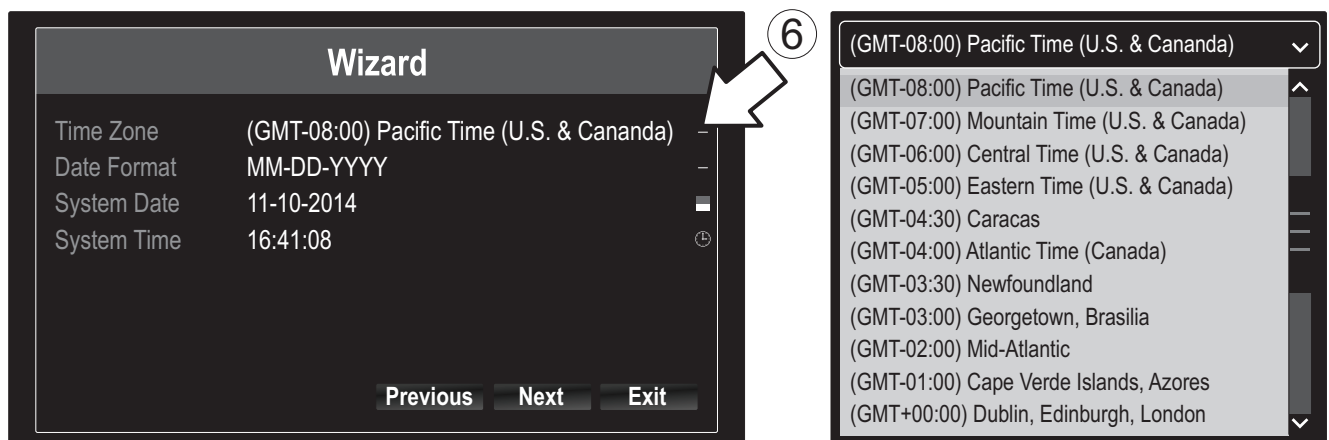 Wizard
Time Zone (GMT-08:00) Pacific Time (U.S. & Cananda)
Date Format MM-DD-YYYY
System Date 11-10-2014
System Time 16:41:08
Previous Next Exit
6
(GMT-08:00) Pacific Time (U.S. & Cananda)
(GMT-08:00) Pacific Time (U.S. & Canada)
(GMT-07:00) Mountain Time (U.S. & Canada)
(GMT-06:00) Central Time (U.S. & Canada)
(GMT-05:00) Eastern Time (U.S. & Canada)
(GMT-04:30) Caracas
(GMT-04:00) Atlantic Time (Canada)
(GMT-03:30) Newfoundland
(GMT-03:00) Georgetown, Brasilia
(GMT-02:00) Mid-Atlantic
(GMT-01:00) Cape Verde Islands, Azores
(GMT+00:00) Dublin, Edinburgh, London